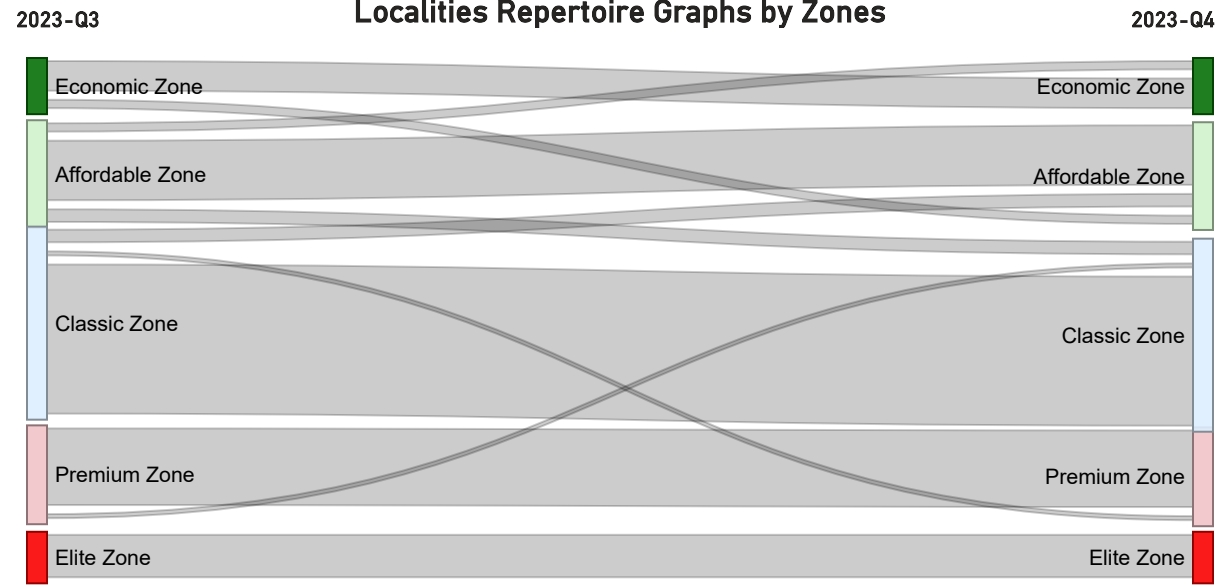 Localities Repertoire Graphs by Zones
2023-Q3
2023-Q4
Economic Zone
Economic Zone
Affordable Zone
Affordable Zone
Classic Zone
Classic Zone
Premium Zone
Premium Zone
Elite Zone
Elite Zone